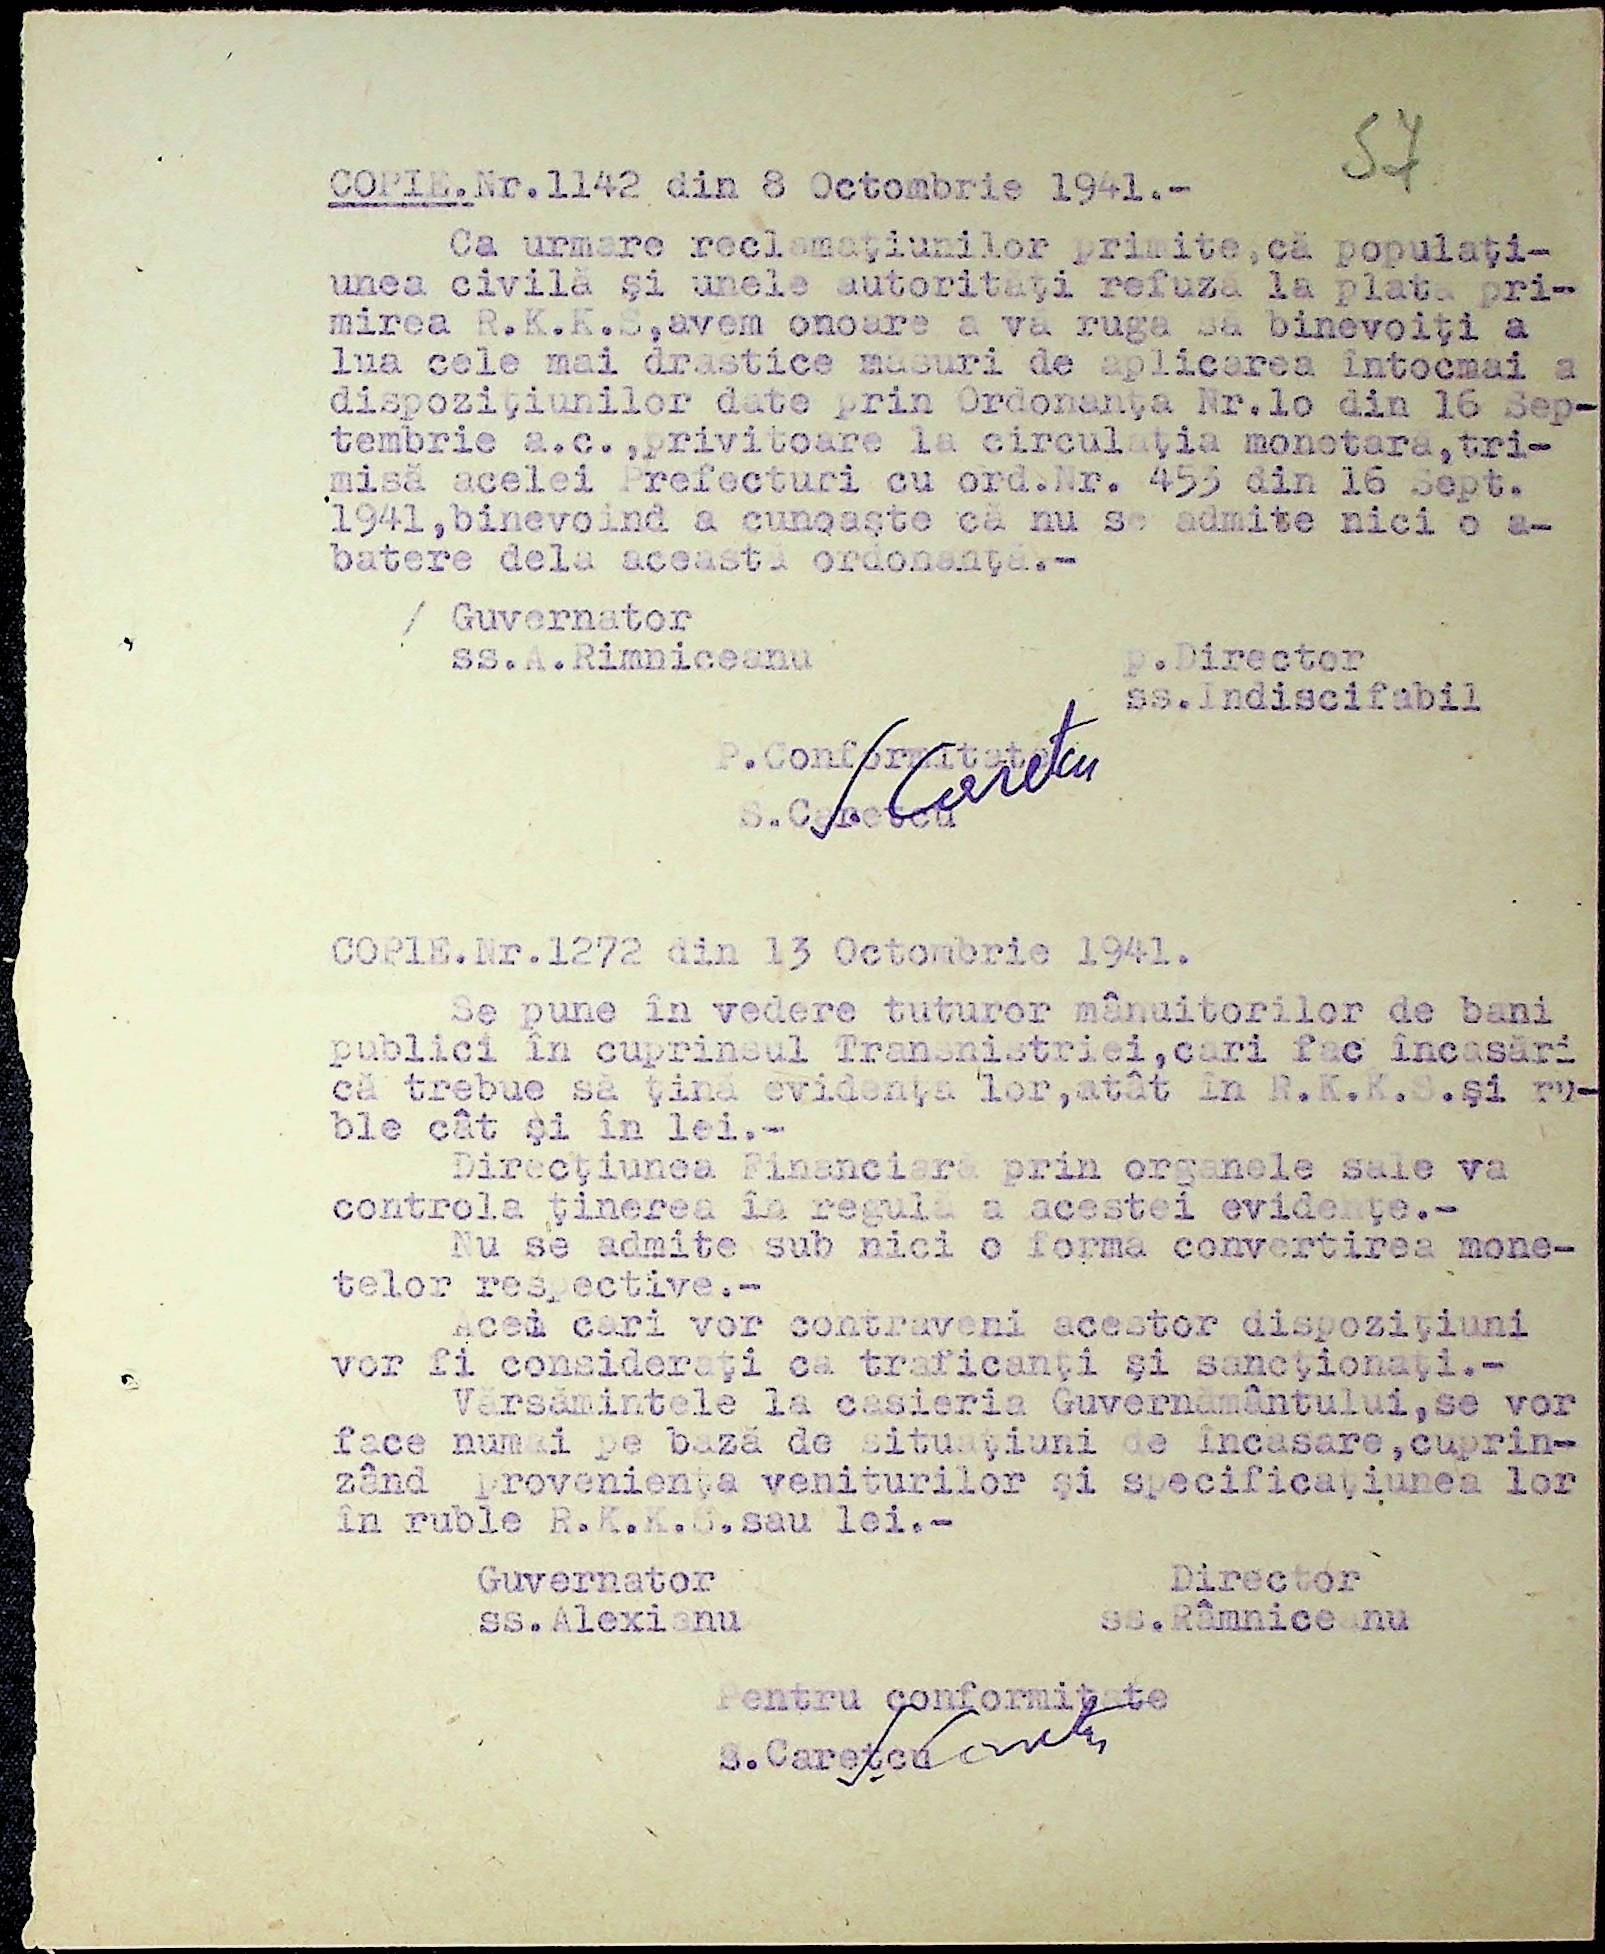 57
COPIE.Nr.1142 din 8 Octombrie 1941.-
Ca urmare reclamaţiunilor primite,că populaţi-
unea civilă şi unele autorităţi refuză la plata pri-
mirea R.K.K.S,avem onoare a vă ruga să binevoiţi a
lua cele mai drastice masuri de aplicarea întocmai a
dispoziţiunilor date prin Ordonanţa Nr.1o din 16 Sep-
tembrie a.c.,privitoare la circulaţia monetara,tri-
misă acelei Prefecturi cu ord.Nr. 453 din 16 Sept.
1941,binevoind a cunoaşte că nu se admite nici o a-
batere dela aceasta ordonanţă.-
/ Guvernator
ss.A.Rimniceanu
p.Director
ss.Indiscifabil
P.Conformitate
S.Caretcu
S. Caretcu
COPIE.Nr.1272 din 13 Octombrie 1941.
Se pune în vedere tuturor mânuitorilor de bani
publici în cuprinsul Transnistriei,cari fac încasări
că trebue să ţină evidenţa lor,atât în R.K.K.S.şi ru-
ble cât şi în lei.-
Direcţiunea Financiară prin organele sale va
controla ţinerea în regulă a acestei evidenţe.-
Nu se admite sub nici o forma convertirea mone-
telor respective.-
Acei cari vor contraveni acestor dispoziţiuni
vor fi consideraţi ca traficanţi şi sancţionaţi.-
Vărsămintele la casieria Guvernământului,se vor
face numai pe bază de situaţiuni de încasare,cuprin-
zând provenienţa veniturilor şi specificaţiunea lor
în ruble R.K.K.S.sau lei.-
Guvernator
ss.Alexianu
Director
ss.Râmniceanu
Pentru conformitate
S.Careţcu
S Caretcu